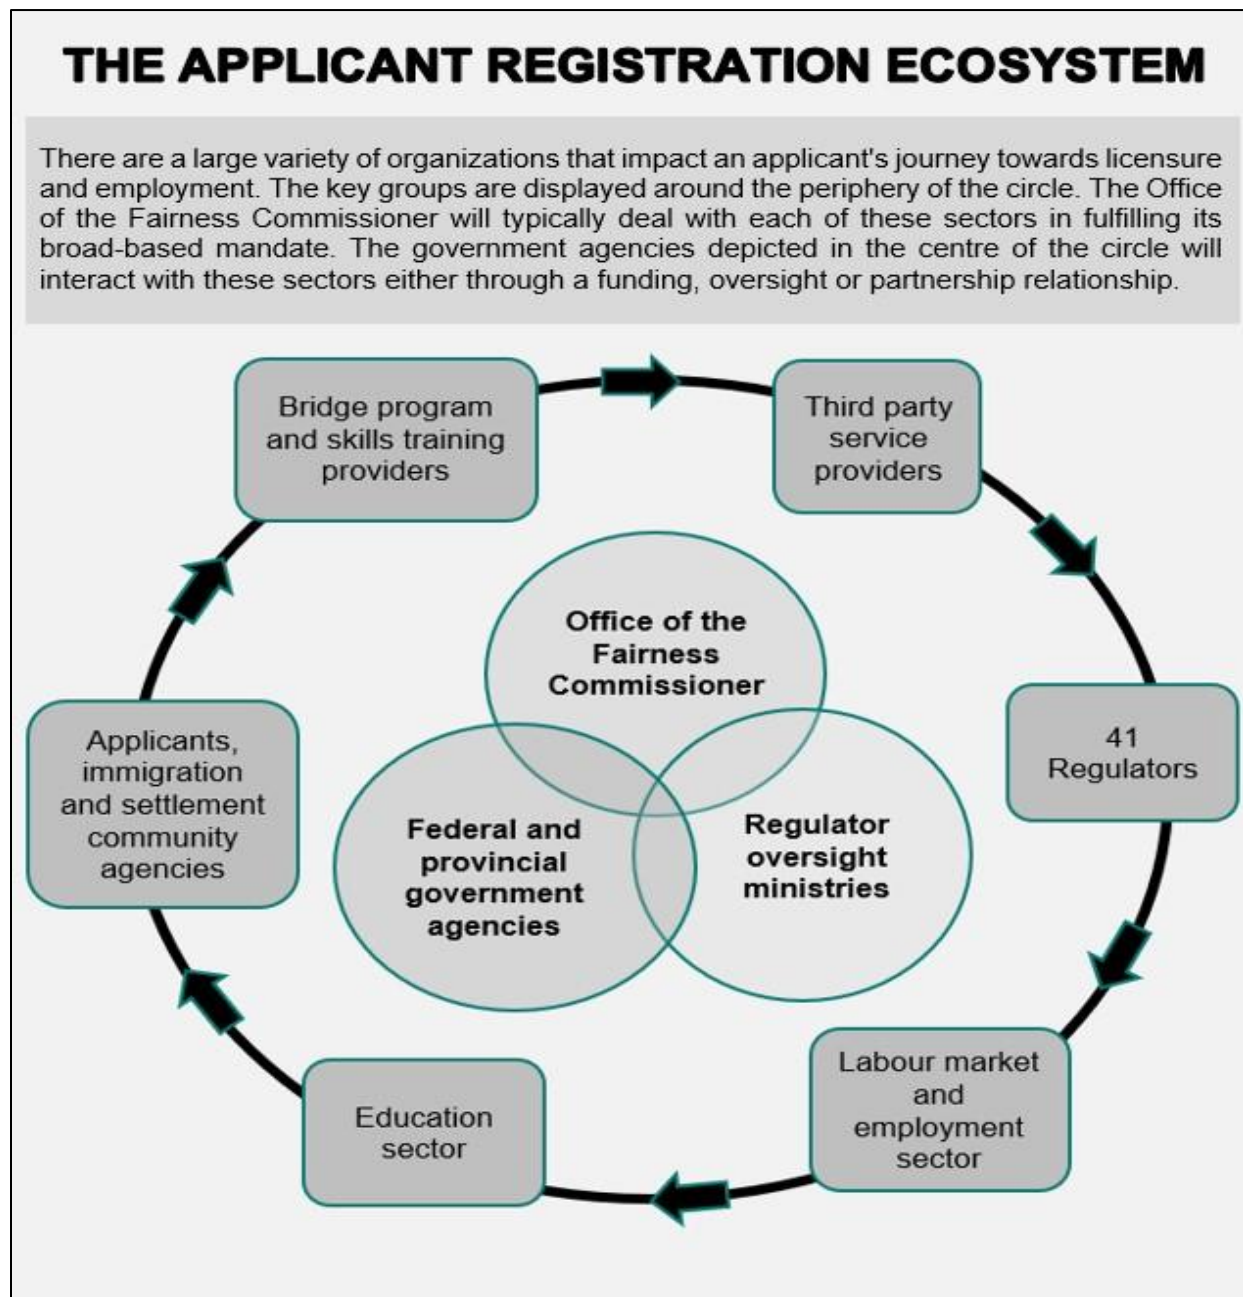 THE APPLICANT REGISTRATION ECOSYSTEM
There are a large variety of organizations that impact an applicant's journey towards licensure
and employment. The key groups are displayed around the periphery of the circle. The Office
of the Fairness Commissioner will typically deal with each of these sectors in fulfilling its
broad-based mandate. The government agencies depicted in the centre of the circle will
interact with these sectors either through a funding, oversight or partnership relationship.
Bridge program
and skills training
providers
Third party
service
providers
Office of the
Fairness
Commissioner
41
Regulators
Applicants,
immigration
and settlement
community
agencies
Federal and
provincial
government
agencies
Regulator
oversight
ministries
Labour market
and
employment
sector
Education
sector